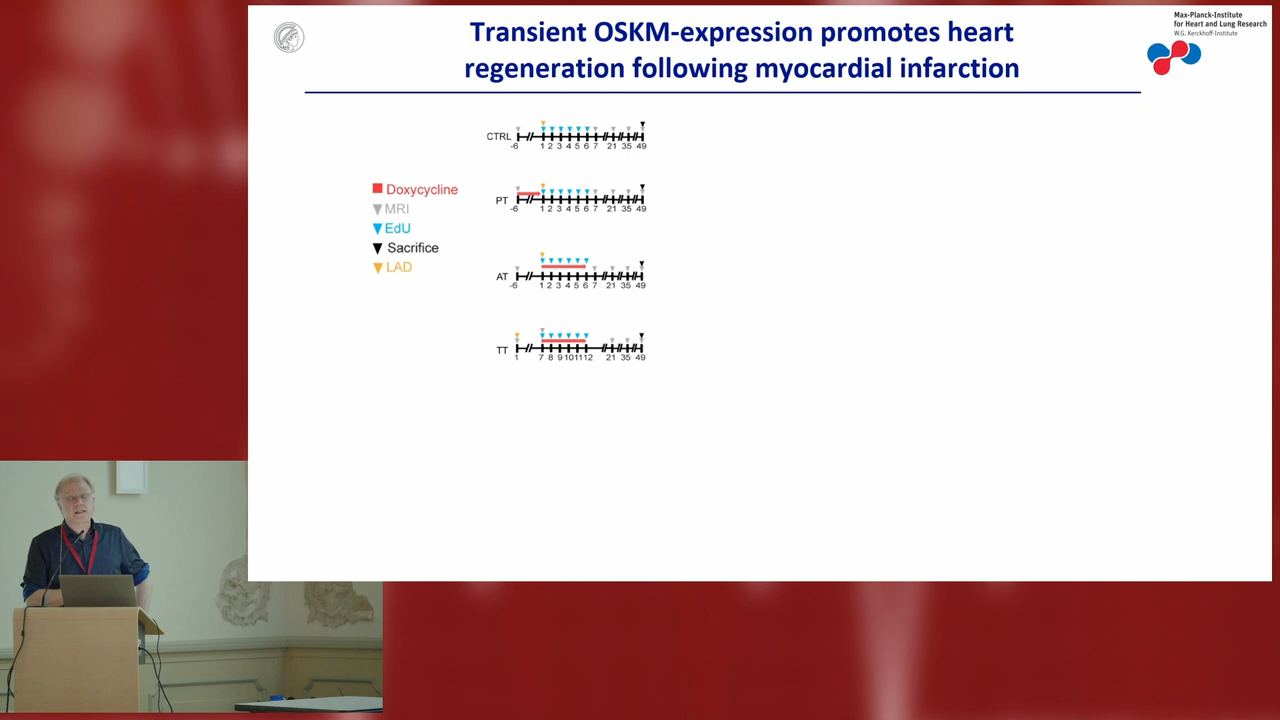 Transient OSKM-expression promotes heart
regeneration following myocardial infarction
Max-Planck-Institute
for Heart and Lung Research
W.G. Kerckhoff-Institute
Doxycycline
MRI
EdU
Sacrifice
LAD
CTRL
-6 1 2 3 4 5 6 7 21 35 49
PT
-6 1 2 3 4 5 6 7 21 35 49
AT
-6 1 2 3 4 5 6 7 21 35 49
TT
1 7 8 9 10 11 12 21 35 49